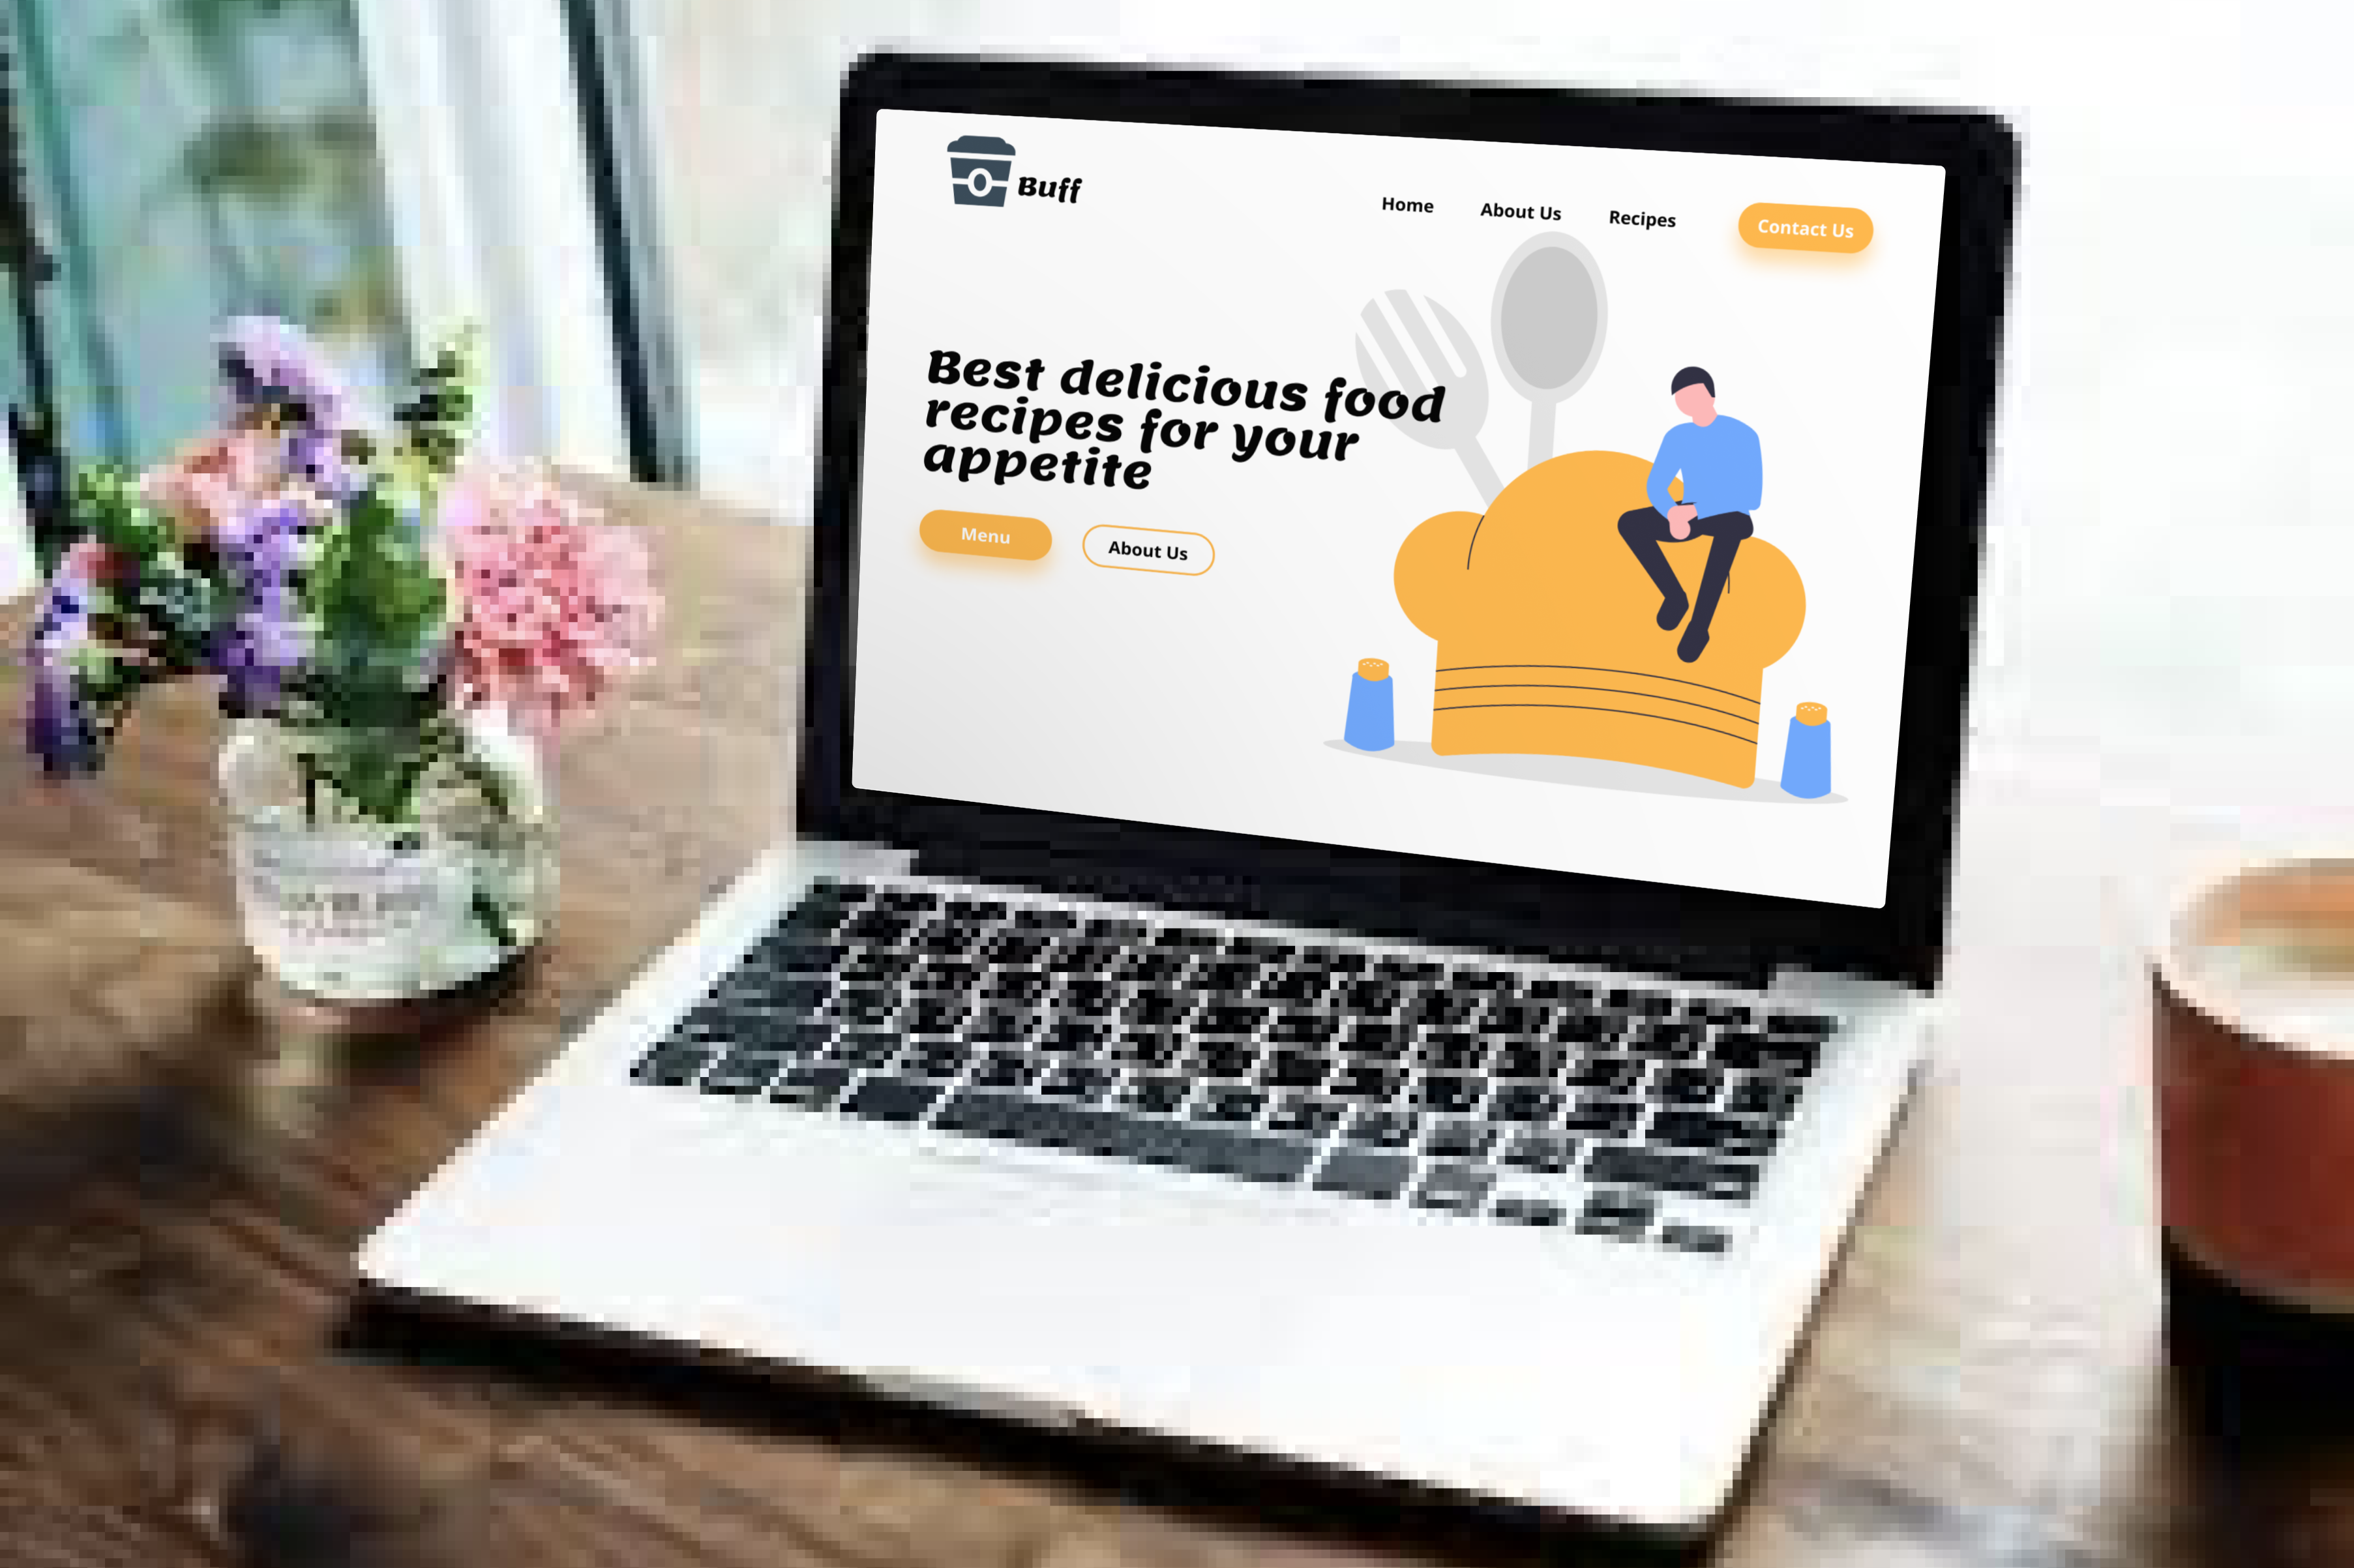 Buff
Home About Us Recipes Contact Us
Best delicious food
recipes for your
appetite
Menu About Us